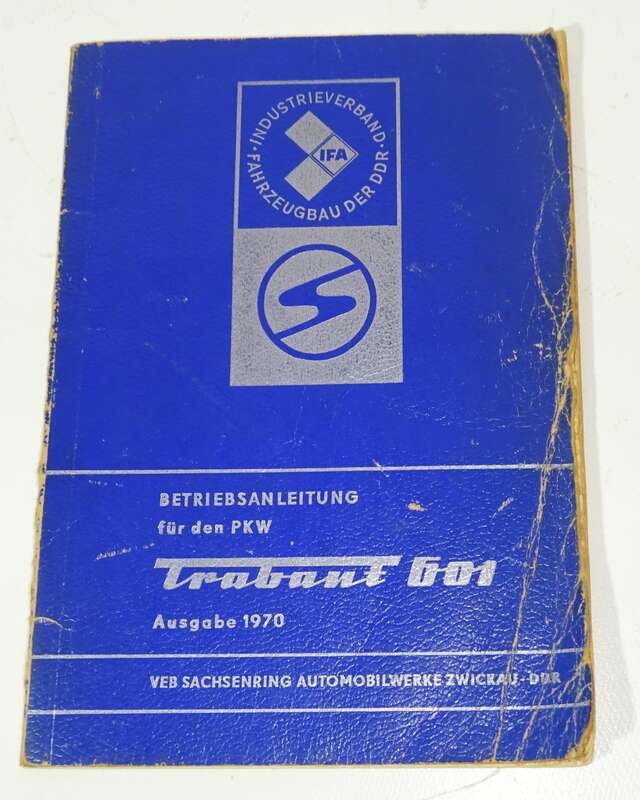 · INDUSTRIEVERBAND ·
FAHRZEUGBAU DER DDR
IFA
S
BETRIEBSANLEITUNG
für den PKW
Trabant 601
Ausgabe 1970
VEB SACHSENRING AUTOMOBILWERKE ZWICKAU - DDR